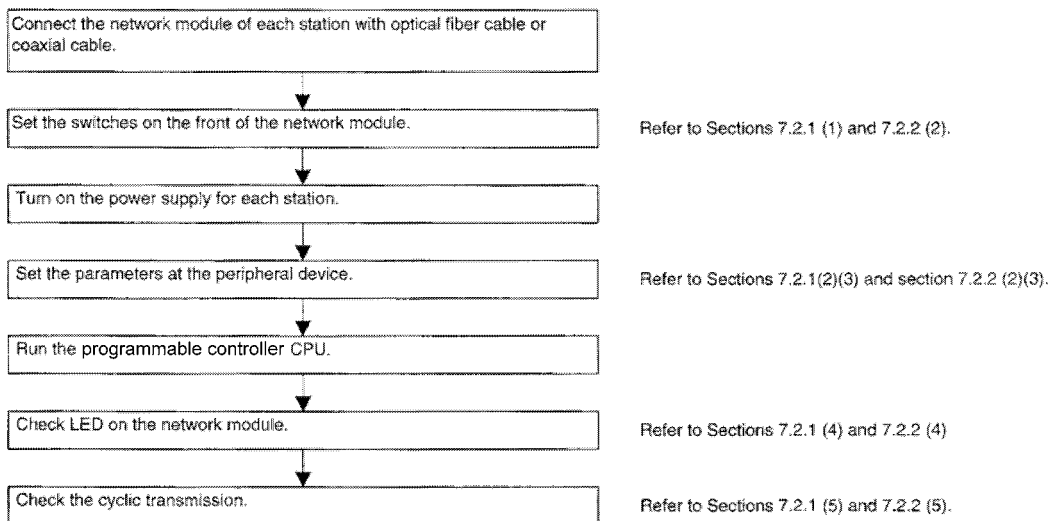 Connect the network module of each station with optical fiber cable or
coaxial cable.
Set the switches on the front of the network module.
Refer to Sections 7.2.1 (1) and 7.2.2 (2).
Turn on the power supply for each station.
Set the parameters at the peripheral device.
Refer to Sections 7.2.1(2)(3) and section 7.2.2 (2)(3).
Run the programmable controller CPU.
Check LED on the network module.
Refer to Sections 7.2.1 (4) and 7.2.2 (4)
Check the cyclic transmission.
Refer to Sections 7.2.1 (5) and 7.2.2 (5).